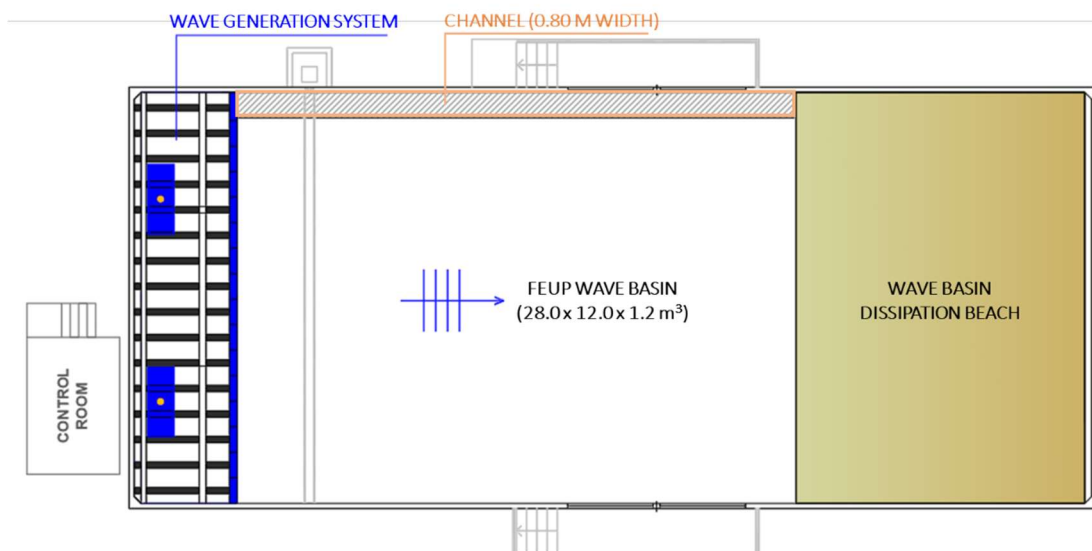 WAVE GENERATION SYSTEM
CHANNEL (0.80 M WIDTH)
FEUP WAVE BASIN
(28.0 x 12.0 x 1.2 m³)
WAVE BASIN
DISSIPATION BEACH
CONTROL
ROOM